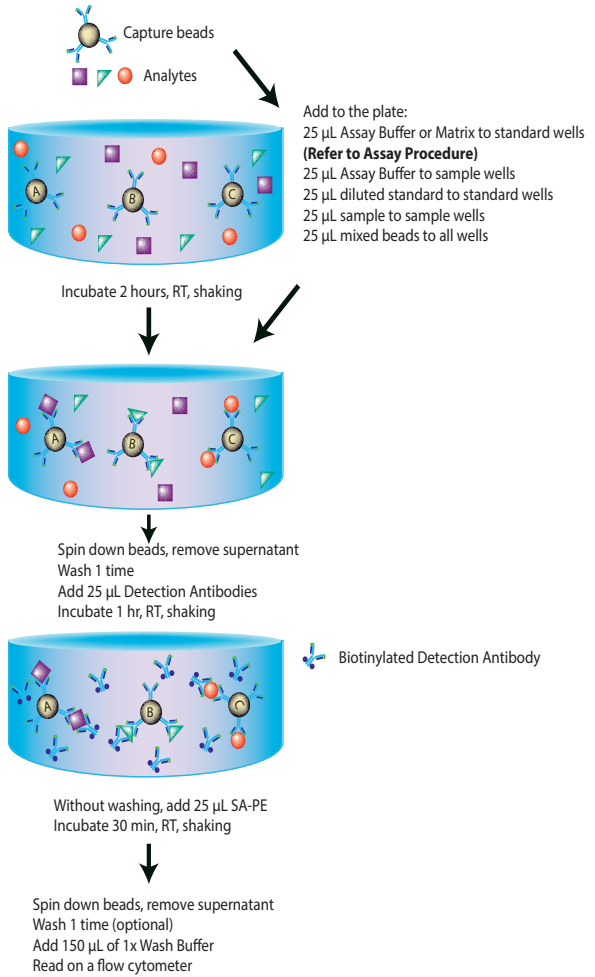 Capture beads
Analytes
Add to the plate:
25 µL Assay Buffer or Matrix to standard wells
(Refer to Assay Procedure)
25 µL Assay Buffer to sample wells
25 µL diluted standard to standard wells
25 µL sample to sample wells
25 µL mixed beads to all wells
A
B
C
Incubate 2 hours, RT, shaking
A
B
C
Spin down beads, remove supernatant
Wash 1 time
Add 25 µL Detection Antibodies
Incubate 1 hr, RT, shaking
Biotinylated Detection Antibody
A
B
C
Without washing, add 25 µL SA-PE
Incubate 30 min, RT, shaking
Spin down beads, remove supernatant
Wash 1 time (optional)
Add 150 µL of 1x Wash Buffer
Read on a flow cytometer